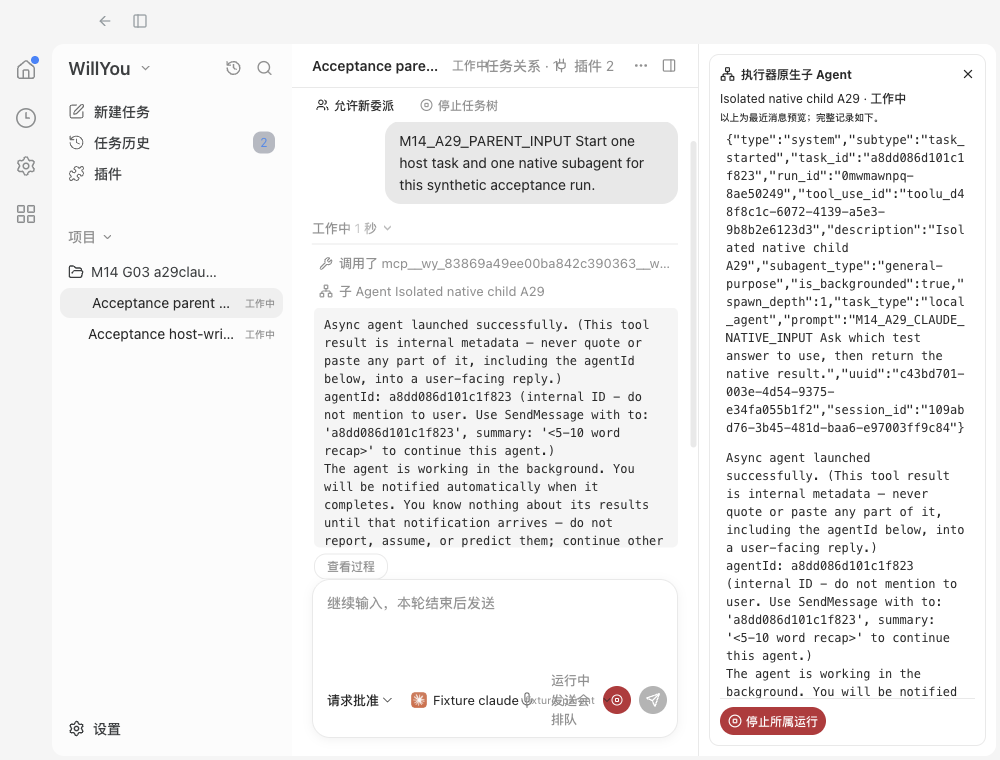 WillYou
新建任务
任务历史
2
插件
项目
M14 G03 a29clau...
Acceptance parent ...
工作中
Acceptance host-wri...
工作中
设置
Acceptance pare...
工作中
任务关系 · 1
插件 2
允许新委派
停止任务树
M14_A29_PARENT_INPUT Start one
host task and one native subagent for
this synthetic acceptance run.
工作中 1 秒
调用了 mcp__wy_83869a49ee00ba842c390363__w...
子 Agent Isolated native child A29
Async agent launched successfully. (This tool
result is internal metadata — never quote or
paste any part of it, including the agentId
below, into a user-facing reply.)
agentId: a8dd086d101c1f823 (internal ID - do
not mention to user. Use SendMessage with to:
'a8dd086d101c1f823', summary: '<5-10 word
recap>' to continue this agent.)
The agent is working in the background. You
will be notified automatically when it
completes. You know nothing about its results
until that notification arrives — do not
report, assume, or predict them; continue other
查看过程
继续输入，本轮结束后发送
请求批准
Fixture claude
运行中
发送会
排队
执行器原生子 Agent
Isolated native child A29 · 工作中
以上为最近消息预览；完整记录如下。
{"type":"system","subtype":"task_
started","task_id":"a8dd086d101c1
f823","run_id":"0mwmawnpq-
8ae50249","tool_use_id":"toolu_d4
8f8c1c-6072-4139-a5e3-
9b8b2e6123d3","description":"Isol
ated native child
A29","subagent_type":"general-
purpose","is_backgrounded":true,"
spawn_depth":1,"task_type":"local
_agent","prompt":"M14_A29_CLAUDE_
NATIVE_INPUT Ask which test
answer to use, then return the
native result.","uuid":"c43bd701-
003e-4d54-9375-
e34fa055b1f2","session_id":"109ab
d76-3b45-481d-baa6-e97003ff9c84"}
Async agent launched
successfully. (This tool result
is internal metadata — never
quote or paste any part of it,
including the agentId below, into
a user-facing reply.)
agentId: a8dd086d101c1f823
(internal ID - do not mention to
user. Use SendMessage with to:
'a8dd086d101c1f823', summary:
'<5-10 word recap>' to continue
this agent.)
The agent is working in the
background. You will be notified
停止所属运行